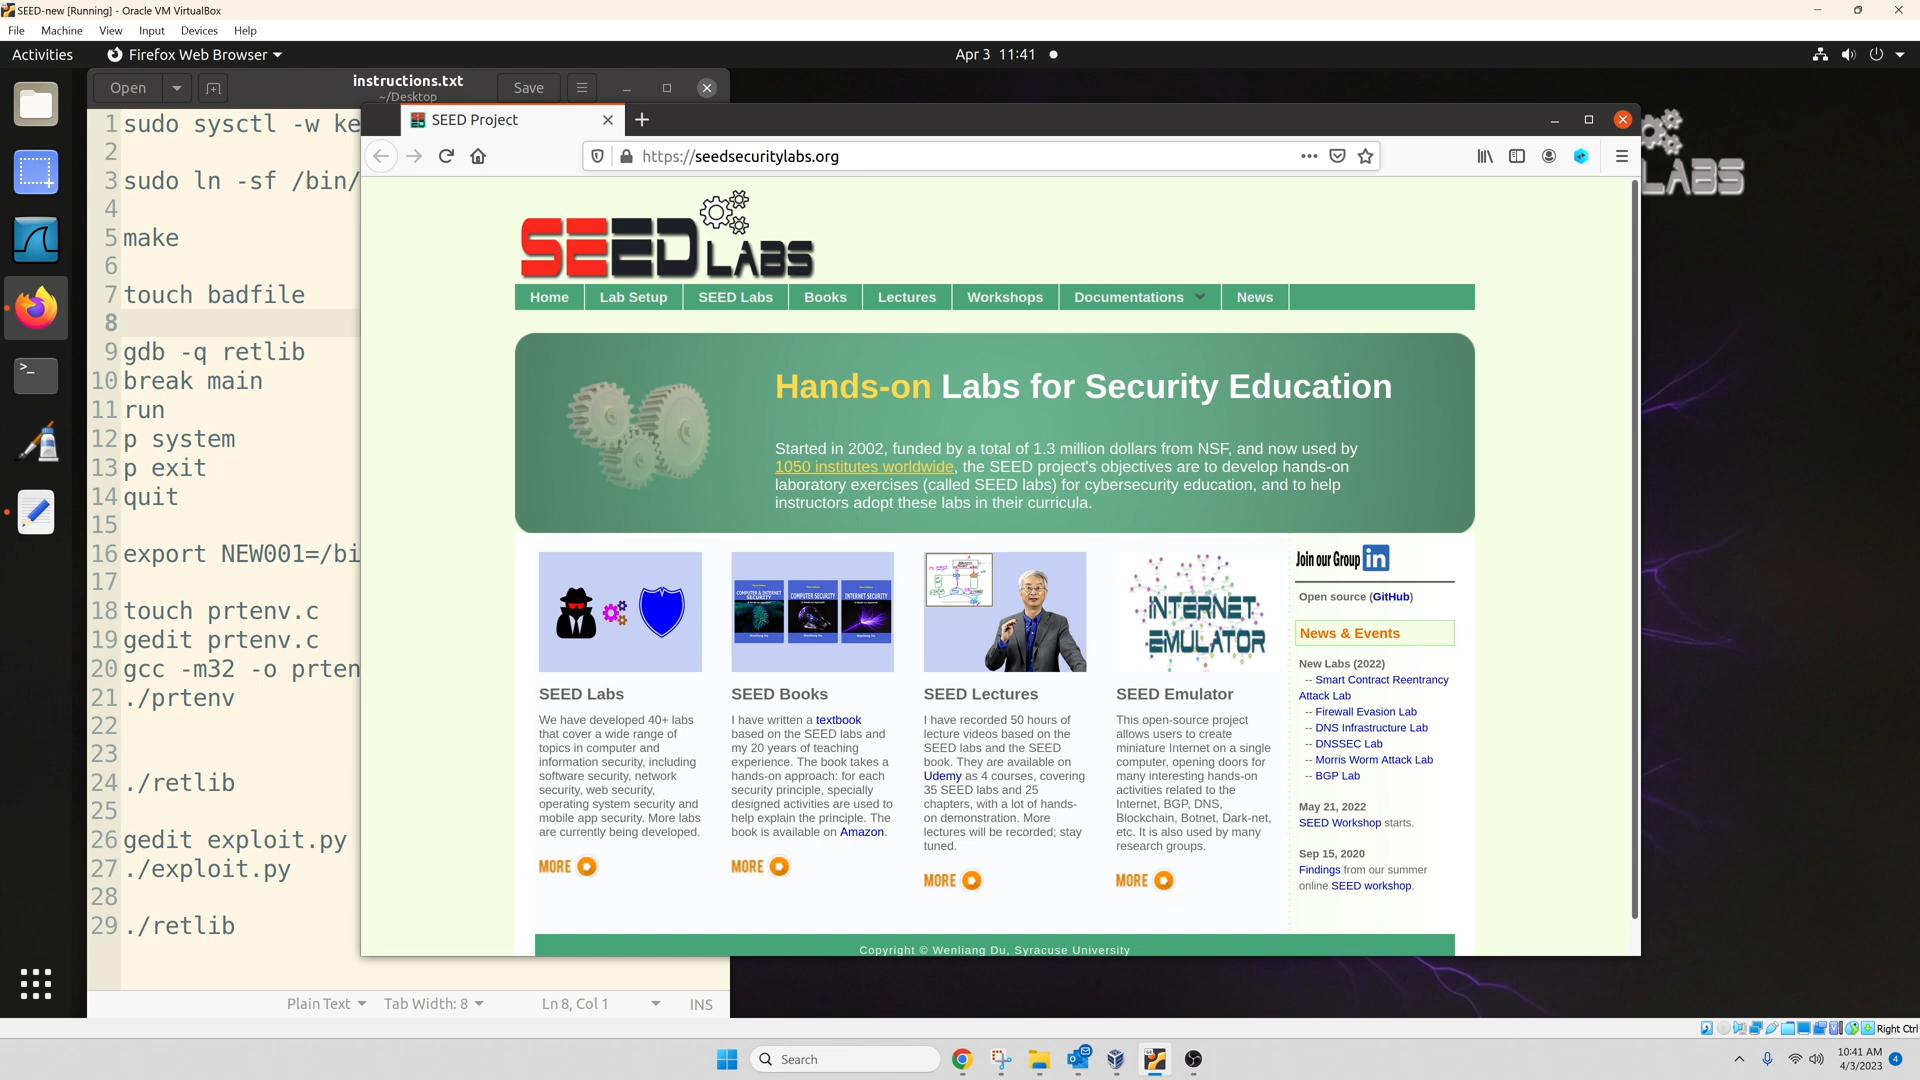 SEED-new [Running] - Oracle VM VirtualBox
File Machine View Input Devices Help
Activities Firefox Web Browser Apr 3 11:41
Open instructions.txt Save
~/Desktop
1 sudo sysctl -w ke
2
3 sudo ln -sf /bin/
4
5 make
6
7 touch badfile
8
9 gdb -q retlib
10 break main
11 run
12 p system
13 p exit
14 quit
15
16 export NEW001=/bi
17
18 touch prtenv.c
19 gedit prtenv.c
20 gcc -m32 -o prten
21 ./prtenv
22
23
24 ./retlib
25
26 gedit exploit.py
27 ./exploit.py
28
29 ./retlib
Plain Text Tab Width: 8 Ln 8, Col 1 INS
SEED Project
https://seedsecuritylabs.org
SEED LABS
Home Lab Setup SEED Labs Books Lectures Workshops Documentations News
Hands-on Labs for Security Education
Started in 2002, funded by a total of 1.3 million dollars from NSF, and now used by
1050 institutes worldwide, the SEED project's objectives are to develop hands-on
laboratory exercises (called SEED labs) for cybersecurity education, and to help
instructors adopt these labs in their curricula.
SEED Labs
We have developed 40+ labs
that cover a wide range of
topics in computer and
information security, including
software security, network
security, web security,
operating system security and
mobile app security. More labs
are currently being developed.
MORE
COMPUTER & INTERNET SECURITY
COMPUTER SECURITY
INTERNET SECURITY
SEED Books
I have written a textbook
based on the SEED labs and
my 20 years of teaching
experience. The book takes a
hands-on approach: for each
security principle, specially
designed activities are used to
help explain the principle. The
book is available on Amazon.
MORE
SEED Lectures
I have recorded 50 hours of
lecture videos based on the
SEED labs and the SEED
book. They are available on
Udemy as 4 courses, covering
35 SEED labs and 25
chapters, with a lot of hands-
on demonstration. More
lectures will be recorded; stay
tuned.
MORE
INTERNET
EMULATOR
SEED Emulator
This open-source project
allows users to create
miniature Internet on a single
computer, opening doors for
many interesting hands-on
activities related to the
Internet, BGP, DNS,
Blockchain, Botnet, Dark-net,
etc. It is also used by many
research groups.
MORE
Join our Group in
Open source (GitHub)
News & Events
New Labs (2022)
-- Smart Contract Reentrancy
Attack Lab
-- Firewall Evasion Lab
-- DNS Infrastructure Lab
-- DNSSEC Lab
-- Morris Worm Attack Lab
-- BGP Lab
May 21, 2022
SEED Workshop starts.
Sep 15, 2020
Findings from our summer
online SEED workshop.
Copyright © Wenliang Du, Syracuse University
LABS
Right Ctrl
Search
10:41 AM
4/3/2023
4